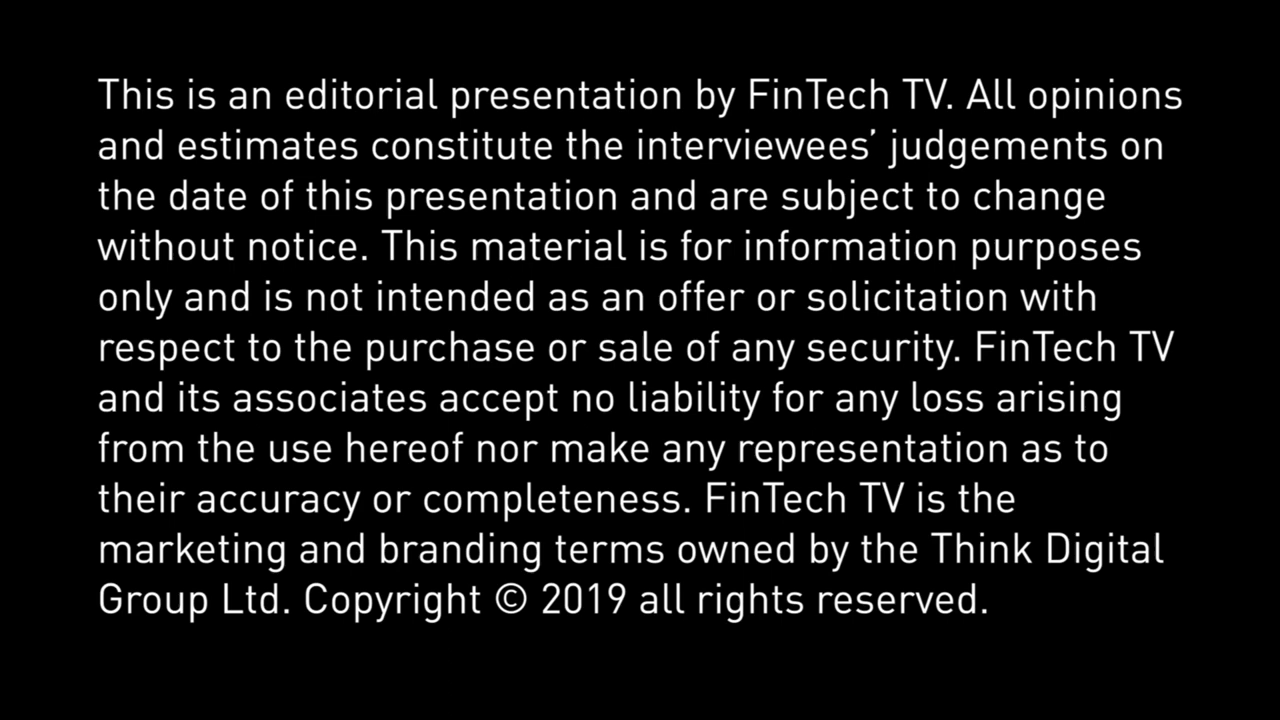 This is an editorial presentation by FinTech TV. All opinions
and estimates constitute the interviewees’ judgements on
the date of this presentation and are subject to change
without notice. This material is for information purposes
only and is not intended as an offer or solicitation with
respect to the purchase or sale of any security. FinTech TV
and its associates accept no liability for any loss arising
from the use hereof nor make any representation as to
their accuracy or completeness. FinTech TV is the
marketing and branding terms owned by the Think Digital
Group Ltd. Copyright © 2019 all rights reserved.